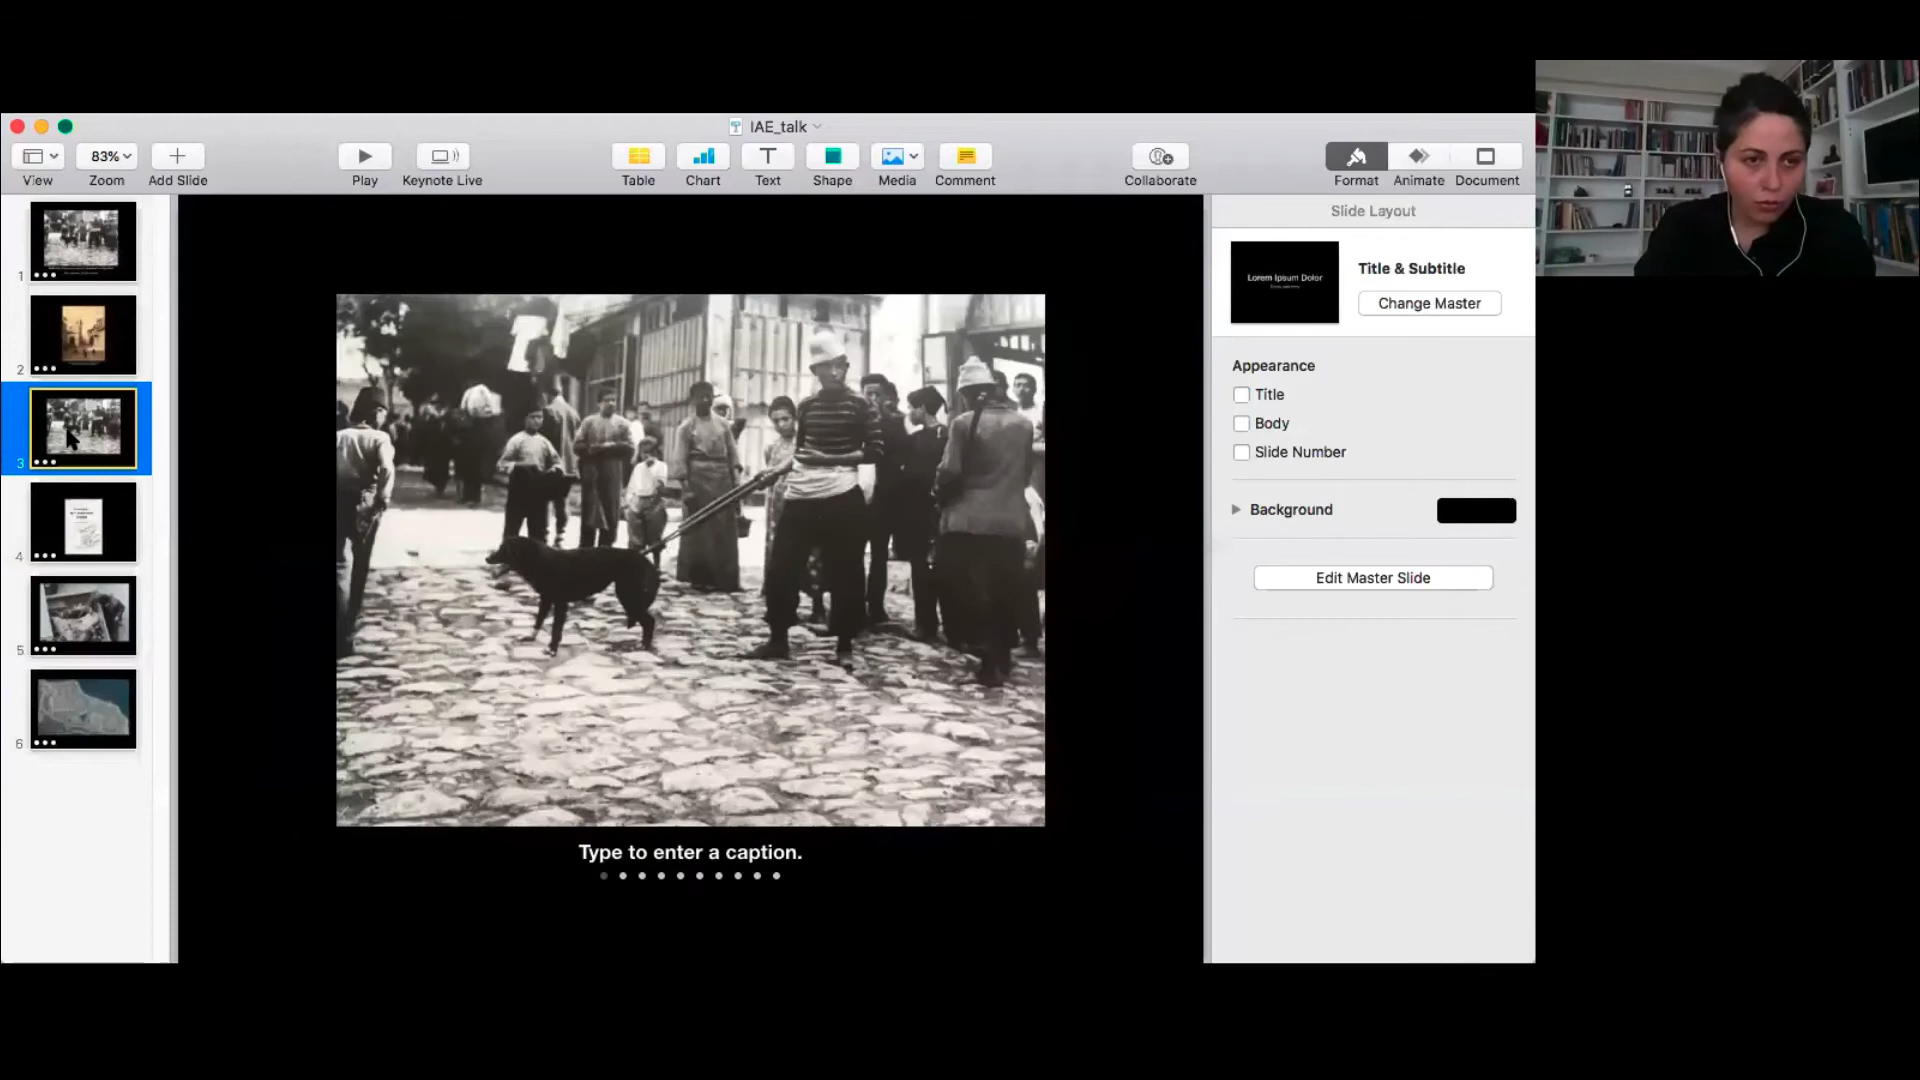 IAE_talk
83%
View
Zoom
Add Slide
Play
Keynote Live
Table
Chart
Text
Shape
Media
Comment
Collaborate
Format
Animate
Document
1
2
3
4
5
6
Type to enter a caption.
Slide Layout
Lorem Ipsum Dolor
Title & Subtitle
Change Master
Appearance
Title
Body
Slide Number
Background
Edit Master Slide